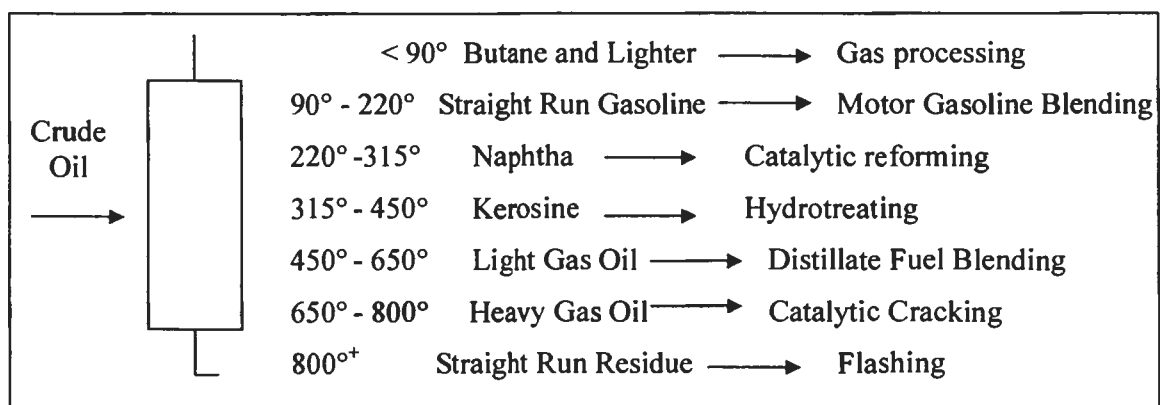 < 90° Butane and Lighter → Gas processing
90° - 220° Straight Run Gasoline → Motor Gasoline Blending
Crude
Oil
220° -315° Naphtha → Catalytic reforming
315° - 450° Kerosine → Hydrotreating
450° - 650° Light Gas Oil → Distillate Fuel Blending
650° - 800° Heavy Gas Oil → Catalytic Cracking
800°⁺ Straight Run Residue → Flashing